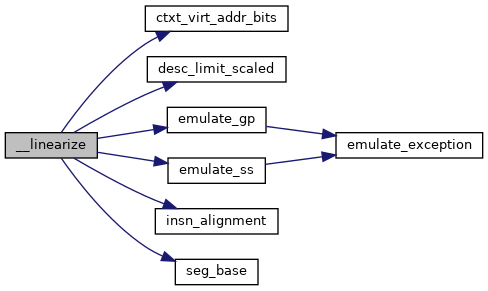 ctxt_virt_addr_bits
desc_limit_scaled
emulate_gp
__linearize
emulate_exception
emulate_ss
insn_alignment
seg_base